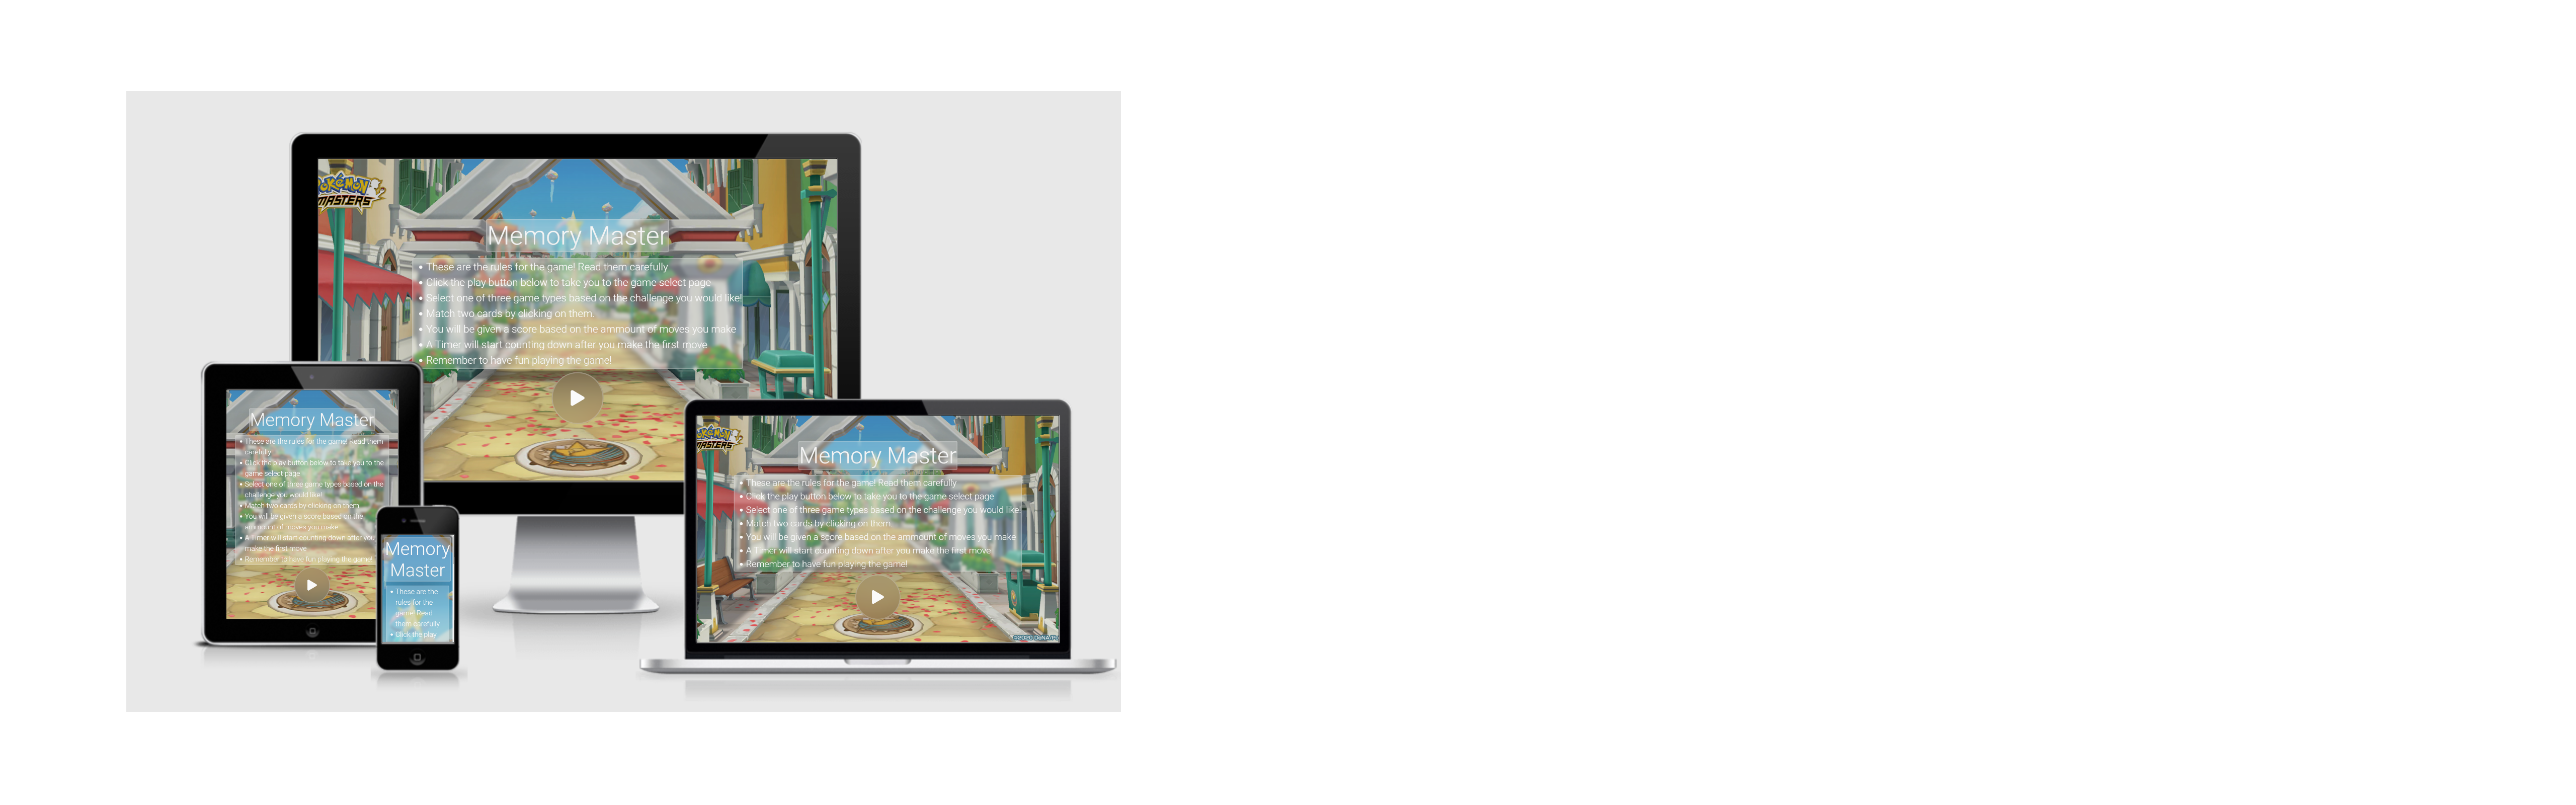 POKÉMON
MASTERS
Memory Master
• These are the rules for the game! Read them carefully
• Click the play button below to take you to the game select page
• Select one of three game types based on the challenge you would like!
• Match two cards by clicking on them.
• You will be given a score based on the ammount of moves you make
• A Timer will start counting down after you make the first move
• Remember to have fun playing the game!
Memory Master
• These are the rules for the game! Read them
carefully
• Click the play button below to take you to the
game select page
• Select one of three game types based on the
challenge you would like!
• Match two cards by clicking on them.
• You will be given a score based on the
ammount of moves you make
• A Timer will start counting down after you
make the first move
• Remember to have fun playing the game!
Memory
Master
• These are the
rules for the
game! Read
them carefully
• Click the play
POKÉMON
MASTERS
Memory Master
• These are the rules for the game! Read them carefully
• Click the play button below to take you to the game select page
• Select one of three game types based on the challenge you would like!
• Match two cards by clicking on them.
• You will be given a score based on the ammount of moves you make
• A Timer will start counting down after you make the first move
• Remember to have fun playing the game!
©2020 DeNA